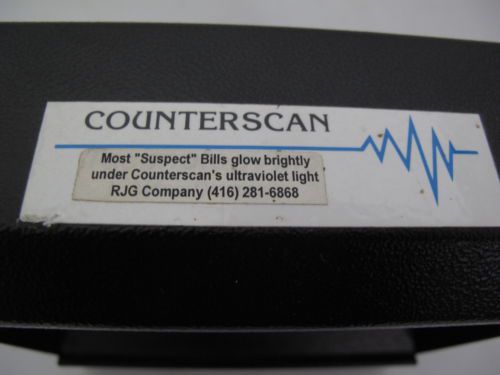 COUNTERSCAN
Most "Suspect" Bills glow brightly
under Counterscan's ultraviolet light
RJG Company (416) 281-6868